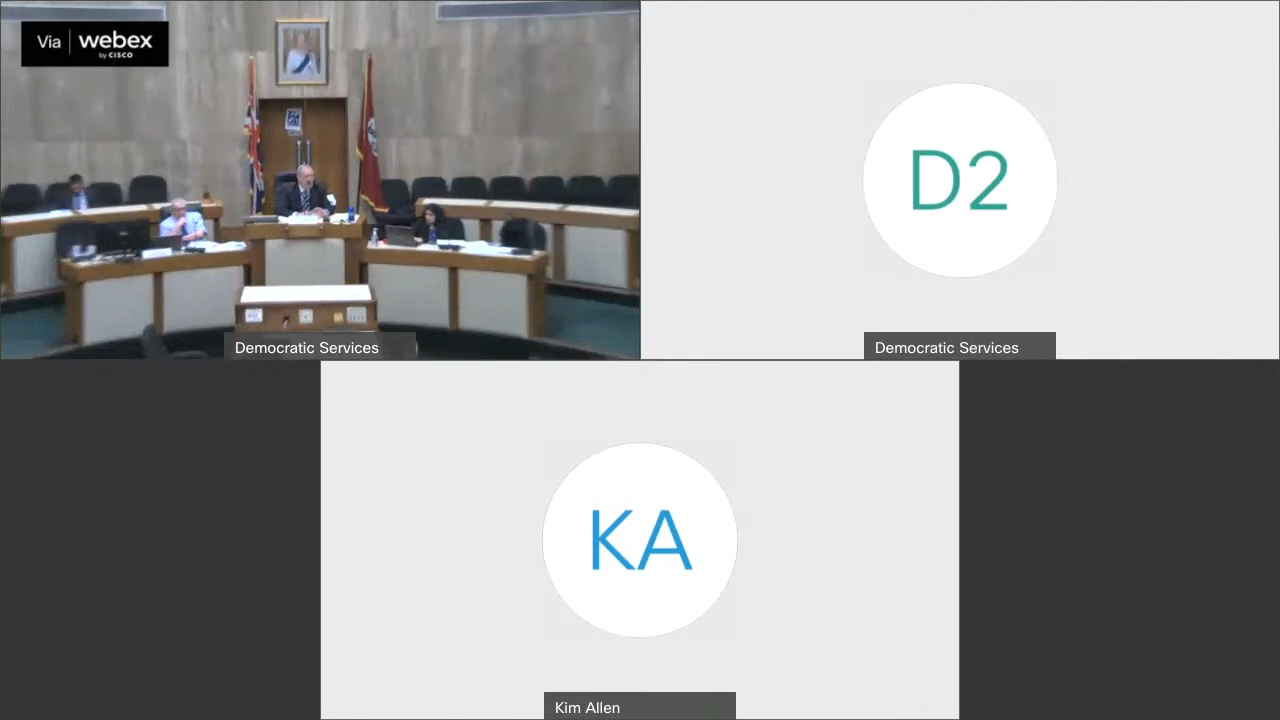 Via webex
by CISCO
Democratic Services
D2
Democratic Services
KA
Kim Allen